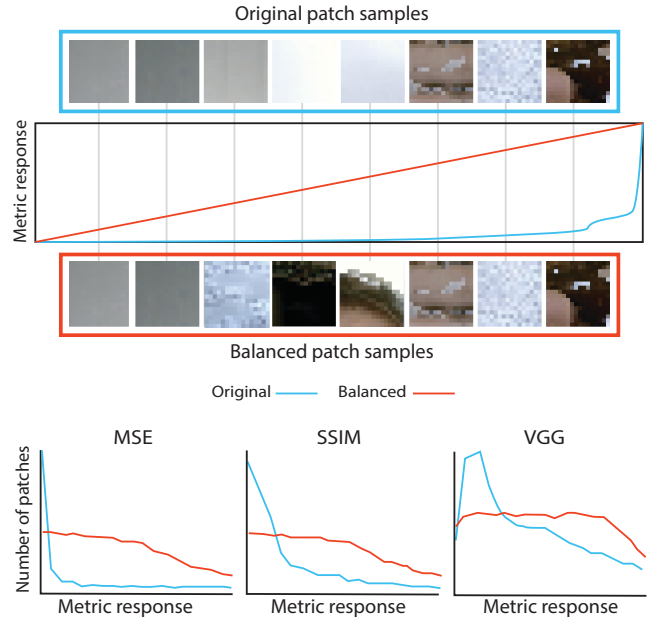 Original patch samples
Metric response
Balanced patch samples
Original
Balanced
MSE
SSIM
VGG
Number of patches
Metric response
Metric response
Metric response